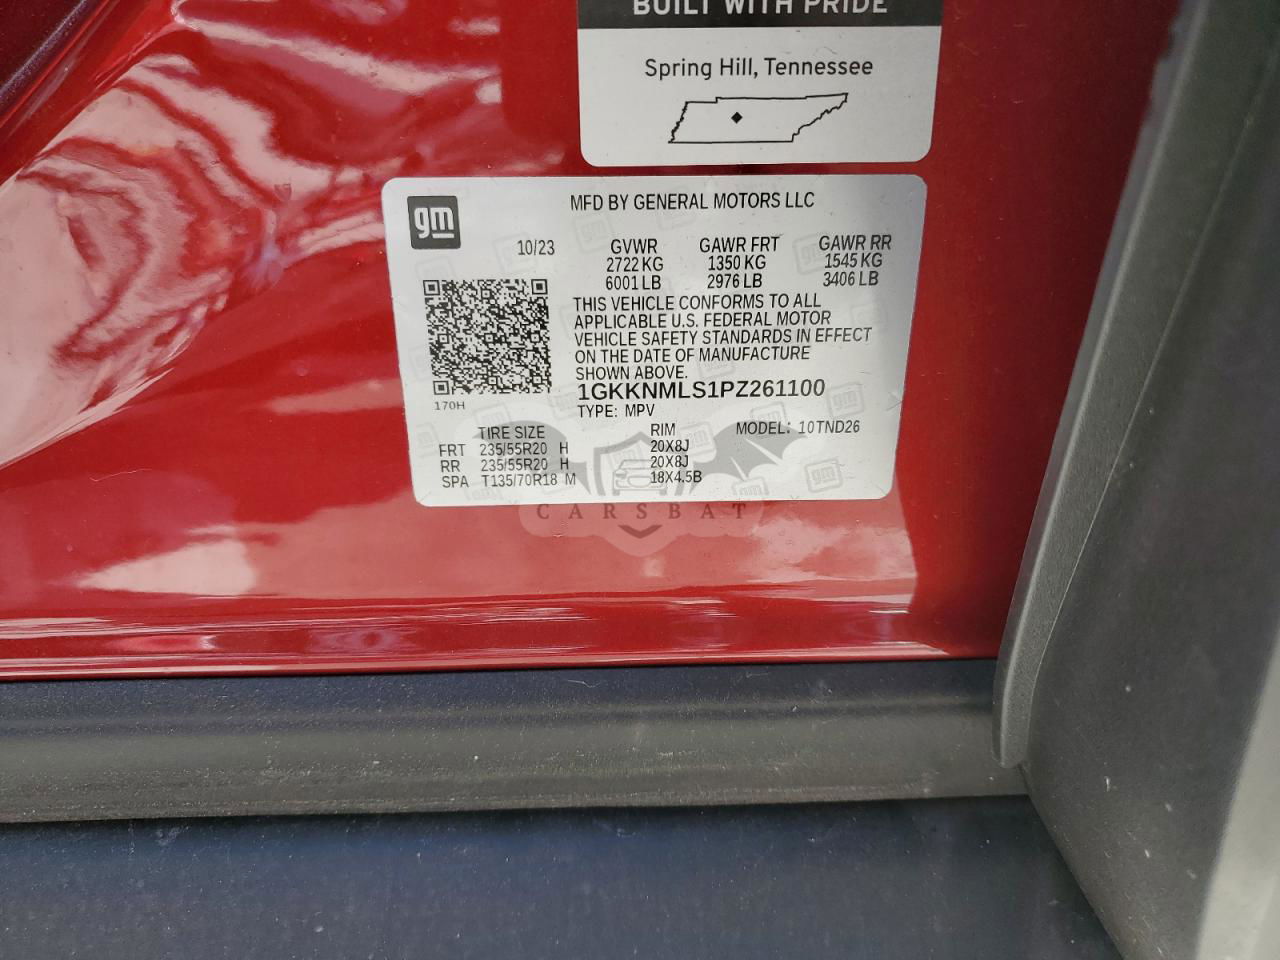 BUILT WITH PRIDE
Spring Hill, Tennessee
gm
MFD BY GENERAL MOTORS LLC
10/23 GVWR GAWR FRT GAWR RR
2722 KG 1350 KG 1545 KG
6001 LB 2976 LB 3406 LB
THIS VEHICLE CONFORMS TO ALL
APPLICABLE U.S. FEDERAL MOTOR
VEHICLE SAFETY STANDARDS IN EFFECT
ON THE DATE OF MANUFACTURE
SHOWN ABOVE.
1GKKNMLS1PZ261100
170H
TYPE: MPV
TIRE SIZE RIM MODEL: 10TND26
FRT 235/55R20 H 20X8J
RR 235/55R20 H 20X8J
SPA T135/70R18 M 18X4.5B
CARSBAT